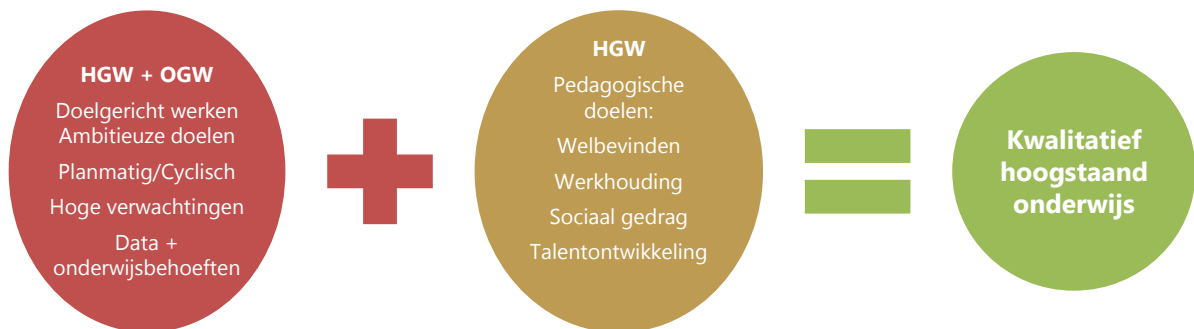 HGW + OGW
Doelgericht werken
Ambitieuze doelen
Planmatig/Cyclisch
Hoge verwachtingen
Data +
onderwijsbehoeften
HGW
Pedagogische
doelen:
Welbevinden
Werkhouding
Sociaal gedrag
Talentontwikkeling
Kwalitatief
hoogstaand
onderwijs